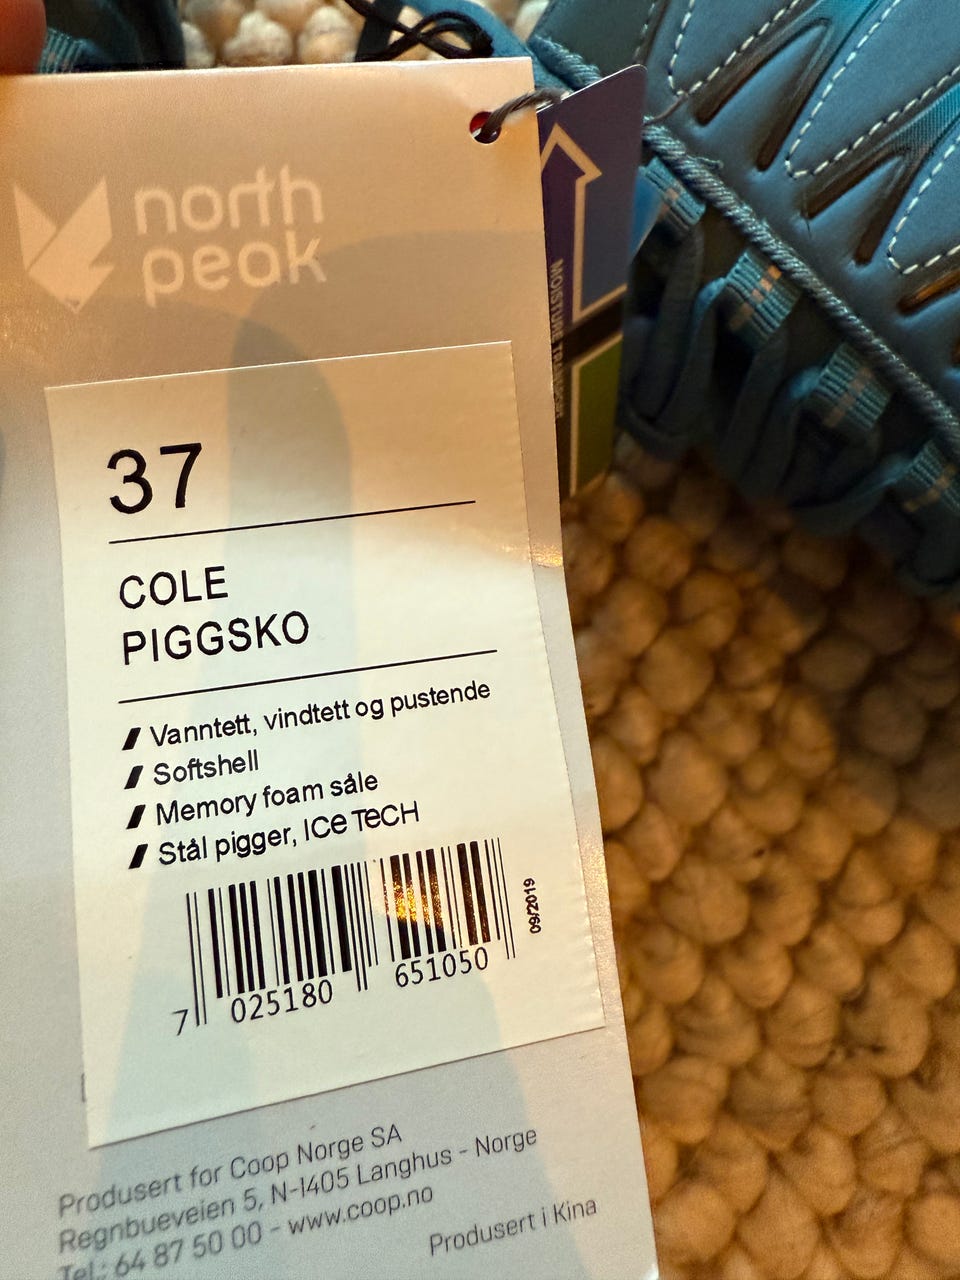 north
peak
MOISTURE TRANSPORT
37
COLE
PIGGSKO
Vanntett, vindtett og pustende
Softshell
Memory foam såle
Stål pigger, ICe TeCH
09/2019
7 025180 651050
Produsert for Coop Norge SA
Regnbueveien 5, N-1405 Langhus - Norge
Tel.: 64 87 50 00 - www.coop.no
Produsert i Kina